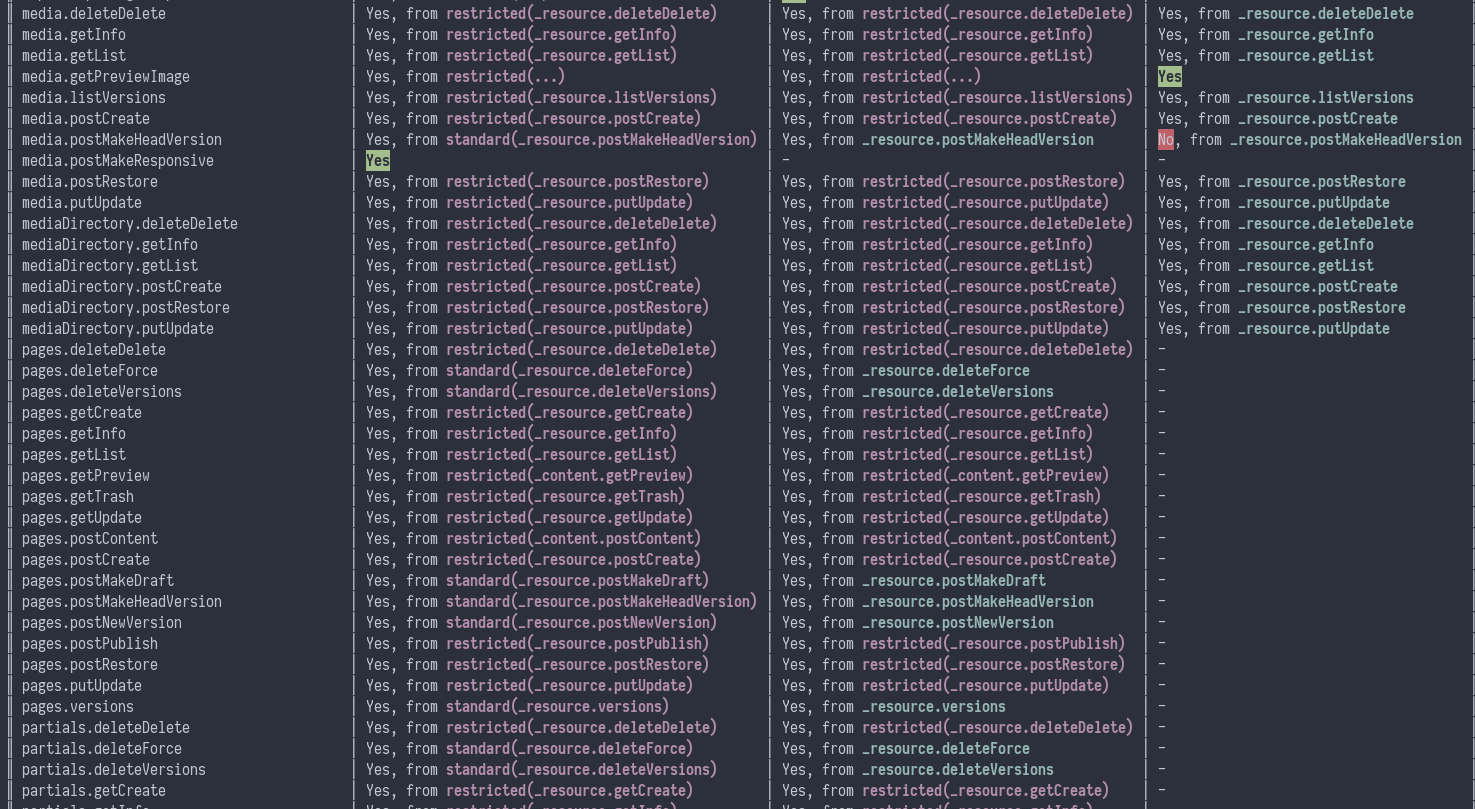 media.deleteDelete | Yes, from restricted(_resource.deleteDelete) | Yes, from restricted(_resource.deleteDelete) | Yes, from _resource.deleteDelete
media.getInfo | Yes, from restricted(_resource.getInfo) | Yes, from restricted(_resource.getInfo) | Yes, from _resource.getInfo
media.getList | Yes, from restricted(_resource.getList) | Yes, from restricted(_resource.getList) | Yes, from _resource.getList
media.getPreviewImage | Yes, from restricted(...) | Yes, from restricted(...) | Yes
media.listVersions | Yes, from restricted(_resource.listVersions) | Yes, from restricted(_resource.listVersions) | Yes, from _resource.listVersions
media.postCreate | Yes, from restricted(_resource.postCreate) | Yes, from restricted(_resource.postCreate) | Yes, from _resource.postCreate
media.postMakeHeadVersion | Yes, from standard(_resource.postMakeHeadVersion) | Yes, from _resource.postMakeHeadVersion | No, from _resource.postMakeHeadVersion
media.postMakeResponsive | Yes | - | -
media.postRestore | Yes, from restricted(_resource.postRestore) | Yes, from restricted(_resource.postRestore) | Yes, from _resource.postRestore
media.putUpdate | Yes, from restricted(_resource.putUpdate) | Yes, from restricted(_resource.putUpdate) | Yes, from _resource.putUpdate
mediaDirectory.deleteDelete | Yes, from restricted(_resource.deleteDelete) | Yes, from restricted(_resource.deleteDelete) | Yes, from _resource.deleteDelete
mediaDirectory.getInfo | Yes, from restricted(_resource.getInfo) | Yes, from restricted(_resource.getInfo) | Yes, from _resource.getInfo
mediaDirectory.getList | Yes, from restricted(_resource.getList) | Yes, from restricted(_resource.getList) | Yes, from _resource.getList
mediaDirectory.postCreate | Yes, from restricted(_resource.postCreate) | Yes, from restricted(_resource.postCreate) | Yes, from _resource.postCreate
mediaDirectory.postRestore | Yes, from restricted(_resource.postRestore) | Yes, from restricted(_resource.postRestore) | Yes, from _resource.postRestore
mediaDirectory.putUpdate | Yes, from restricted(_resource.putUpdate) | Yes, from restricted(_resource.putUpdate) | Yes, from _resource.putUpdate
pages.deleteDelete | Yes, from restricted(_resource.deleteDelete) | Yes, from restricted(_resource.deleteDelete) | -
pages.deleteForce | Yes, from standard(_resource.deleteForce) | Yes, from _resource.deleteForce | -
pages.deleteVersions | Yes, from standard(_resource.deleteVersions) | Yes, from _resource.deleteVersions | -
pages.getCreate | Yes, from restricted(_resource.getCreate) | Yes, from restricted(_resource.getCreate) | -
pages.getInfo | Yes, from restricted(_resource.getInfo) | Yes, from restricted(_resource.getInfo) | -
pages.getList | Yes, from restricted(_resource.getList) | Yes, from restricted(_resource.getList) | -
pages.getPreview | Yes, from restricted(_content.getPreview) | Yes, from restricted(_content.getPreview) | -
pages.getTrash | Yes, from restricted(_resource.getTrash) | Yes, from restricted(_resource.getTrash) | -
pages.getUpdate | Yes, from restricted(_resource.getUpdate) | Yes, from restricted(_resource.getUpdate) | -
pages.postContent | Yes, from restricted(_content.postContent) | Yes, from restricted(_content.postContent) | -
pages.postCreate | Yes, from restricted(_resource.postCreate) | Yes, from restricted(_resource.postCreate) | -
pages.postMakeDraft | Yes, from standard(_resource.postMakeDraft) | Yes, from _resource.postMakeDraft | -
pages.postMakeHeadVersion | Yes, from standard(_resource.postMakeHeadVersion) | Yes, from _resource.postMakeHeadVersion | -
pages.postNewVersion | Yes, from standard(_resource.postNewVersion) | Yes, from _resource.postNewVersion | -
pages.postPublish | Yes, from restricted(_resource.postPublish) | Yes, from restricted(_resource.postPublish) | -
pages.postRestore | Yes, from restricted(_resource.postRestore) | Yes, from restricted(_resource.postRestore) | -
pages.putUpdate | Yes, from restricted(_resource.putUpdate) | Yes, from restricted(_resource.putUpdate) | -
pages.versions | Yes, from standard(_resource.versions) | Yes, from _resource.versions | -
partials.deleteDelete | Yes, from restricted(_resource.deleteDelete) | Yes, from restricted(_resource.deleteDelete) | -
partials.deleteForce | Yes, from standard(_resource.deleteForce) | Yes, from _resource.deleteForce | -
partials.deleteVersions | Yes, from standard(_resource.deleteVersions) | Yes, from _resource.deleteVersions | -
partials.getCreate | Yes, from restricted(_resource.getCreate) | Yes, from restricted(_resource.getCreate) | -